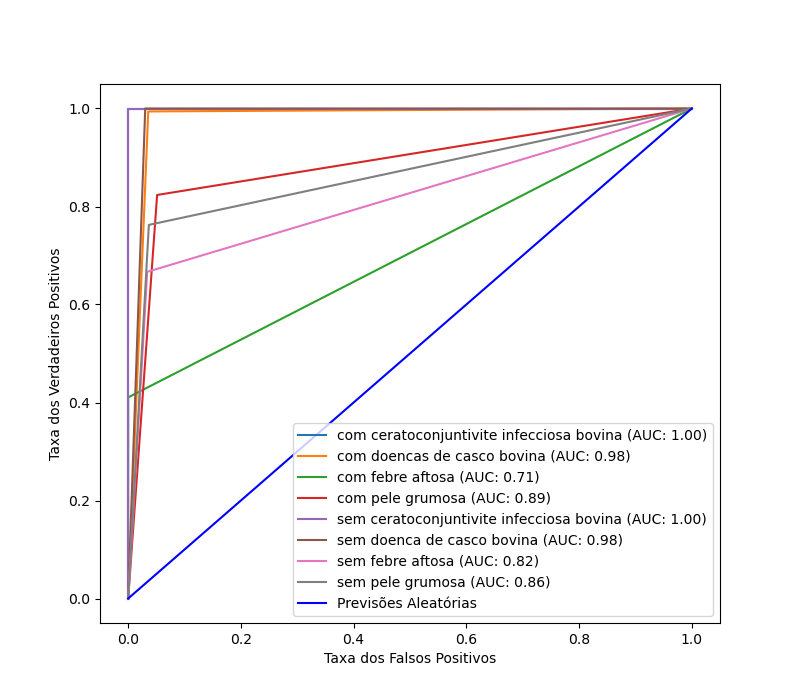 1.0
0.8
0.6
0.4
0.2
0.0
Taxa dos Verdadeiros Positivos
com ceratoconjuntivite infecciosa bovina (AUC: 1.00)
com doencas de casco bovina (AUC: 0.98)
com febre aftosa (AUC: 0.71)
com pele grumosa (AUC: 0.89)
sem ceratoconjuntivite infecciosa bovina (AUC: 1.00)
sem doenca de casco bovina (AUC: 0.98)
sem febre aftosa (AUC: 0.82)
sem pele grumosa (AUC: 0.86)
Previsões Aleatórias
0.0 0.2 0.4 0.6 0.8 1.0
Taxa dos Falsos Positivos